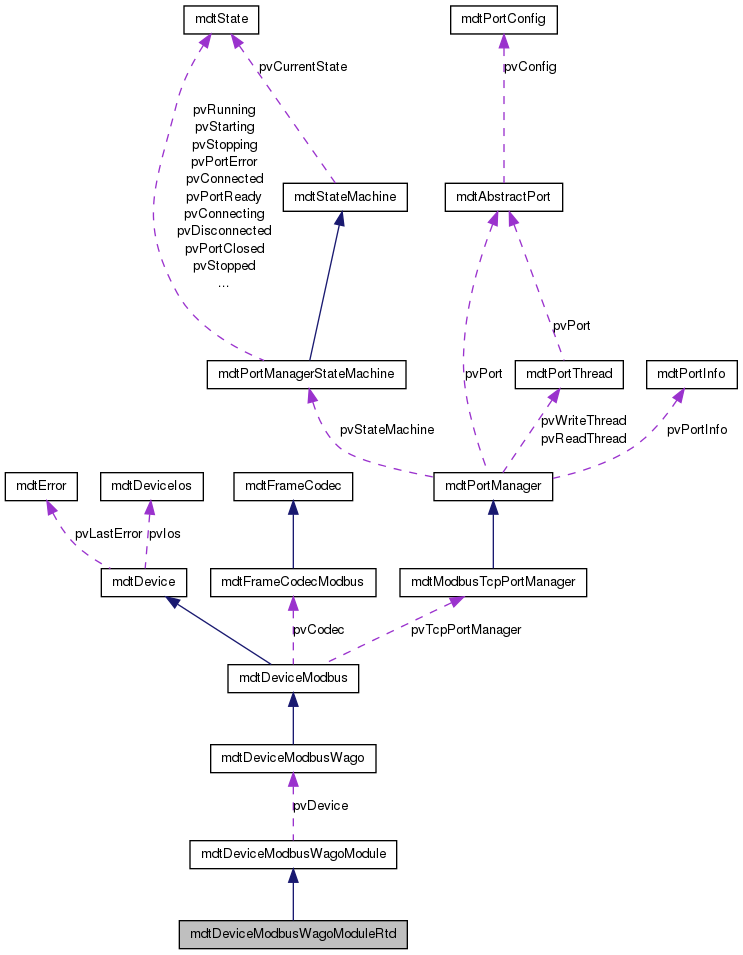 mdtState
mdtPortConfig
pvCurrentState
pvConfig
pvRunning
pvStarting
pvStopping
pvPortError
pvConnected
pvPortReady
pvConnecting
pvDisconnected
pvPortClosed
pvStopped
...
mdtStateMachine
mdtAbstractPort
pvPort
mdtPortManagerStateMachine
pvPort
mdtPortThread
mdtPortInfo
pvStateMachine
pvWriteThread
pvReadThread
pvPortInfo
mdtError
mdtDeviceIos
mdtFrameCodec
mdtPortManager
pvLastError
pvIos
mdtDevice
mdtFrameCodecModbus
mdtModbusTcpPortManager
pvCodec
pvTcpPortManager
mdtDeviceModbus
mdtDeviceModbusWago
pvDevice
mdtDeviceModbusWagoModule
mdtDeviceModbusWagoModuleRtd